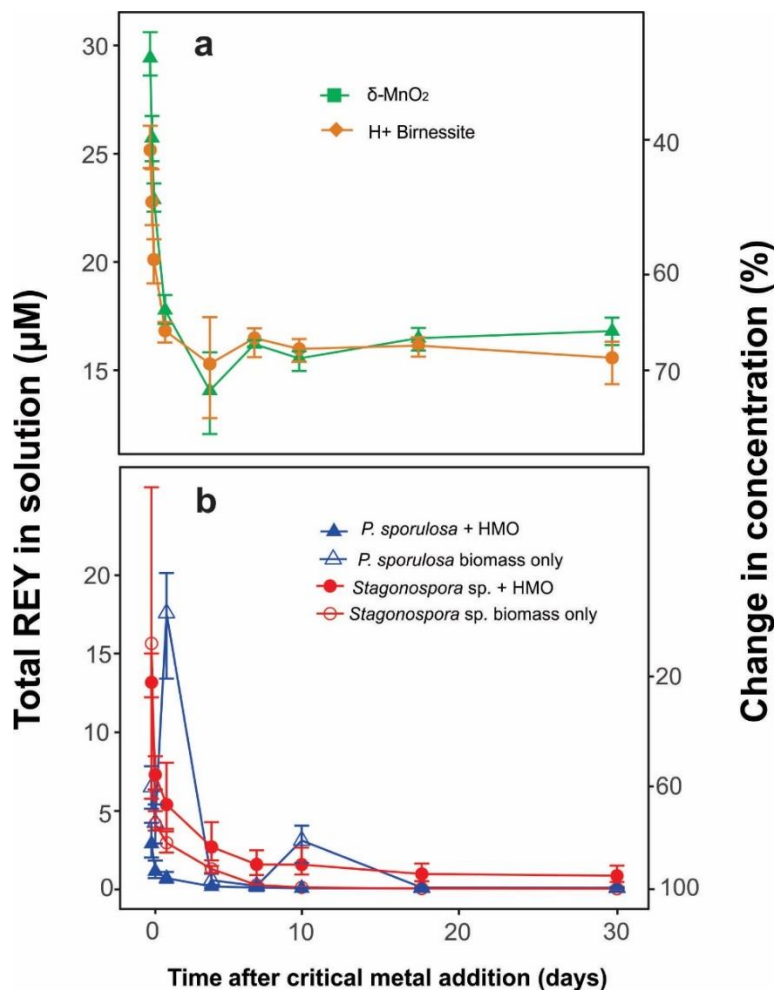 Total REY in solution (µM)
Change in concentration (%)
a
30
25
20
15
δ-MnO₂
H+ Birnessite
40
60
70
b
20
15
10
5
0
P. sporulosa + HMO
P. sporulosa biomass only
Stagonospora sp. + HMO
Stagonospora sp. biomass only
20
60
100
0
10
20
30
Time after critical metal addition (days)